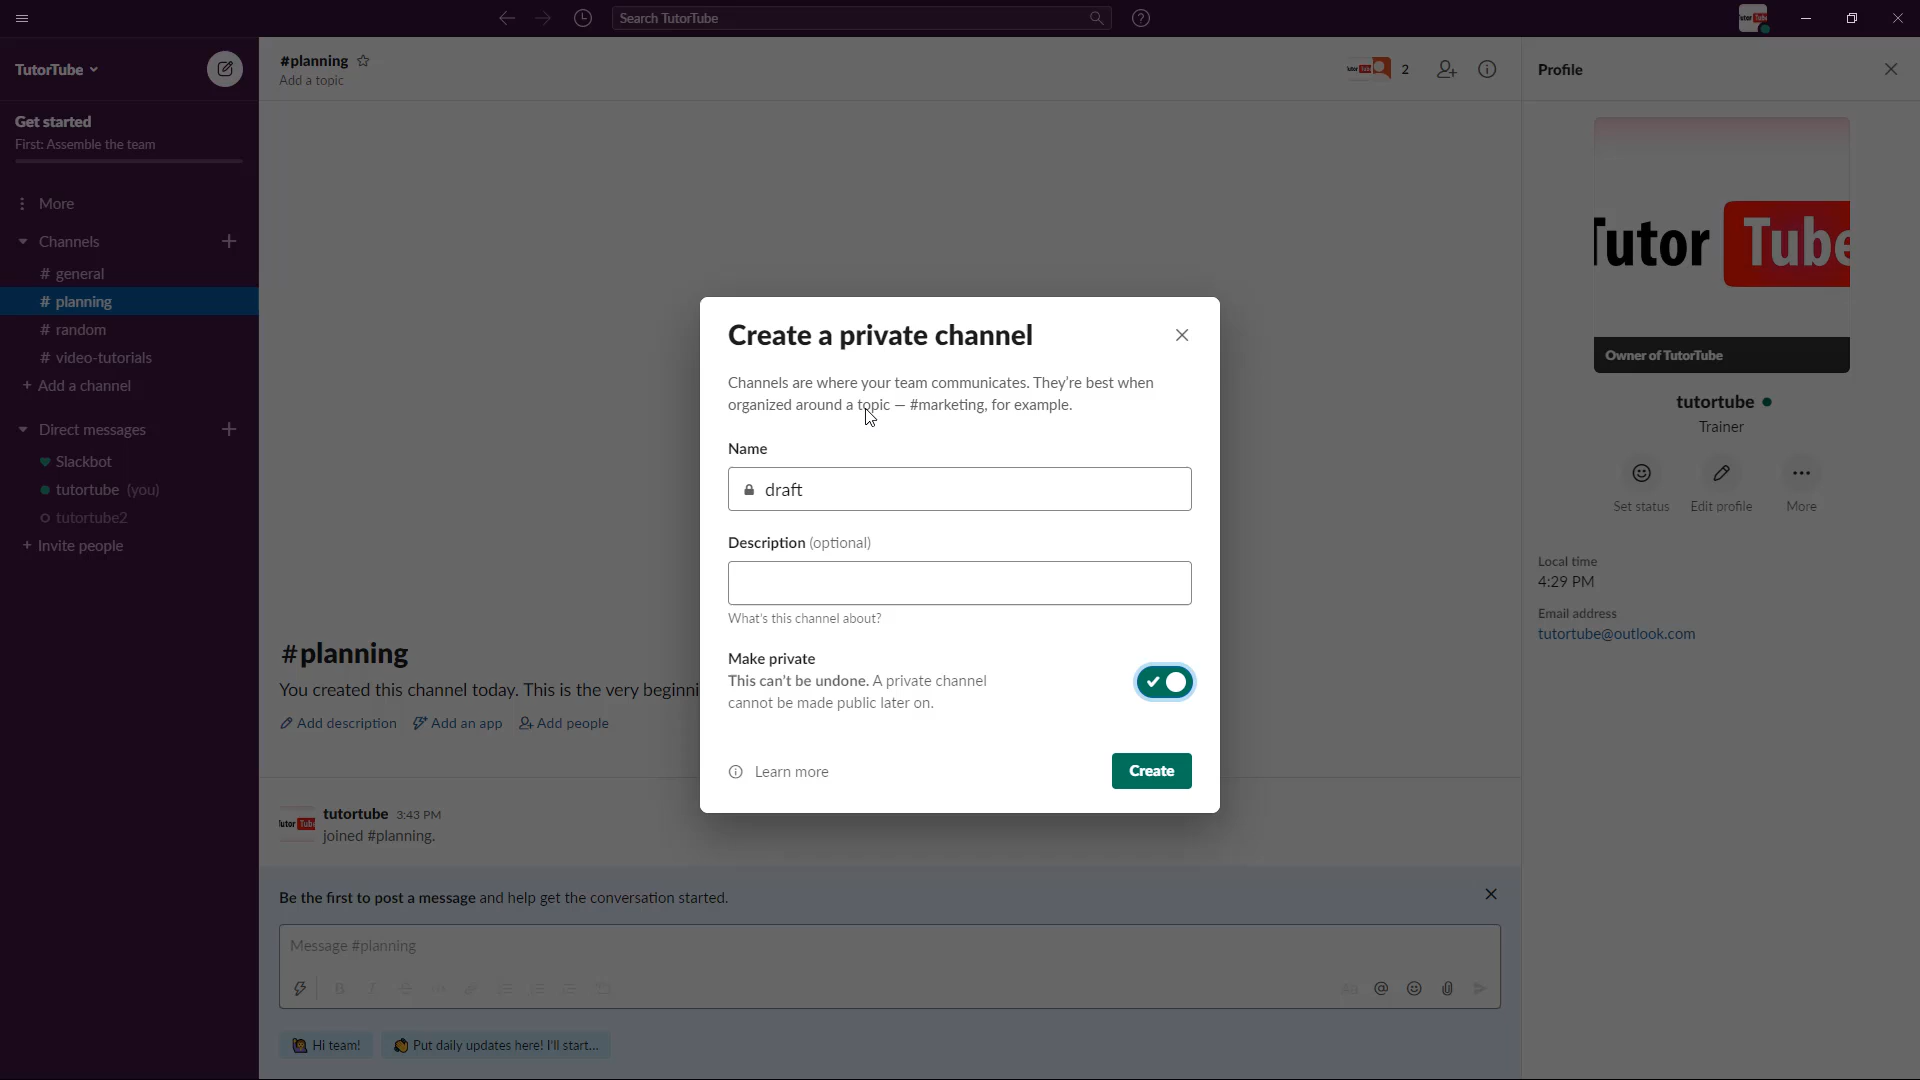 Search TutorTube
TutorTube
#planning
Add a topic
2
Profile
Get started
First: Assemble the team
More
Channels
# general
# planning
# random
# video-tutorials
+ Add a channel
Direct messages
Slackbot
tutortube (you)
tutortube2
+ Invite people
#planning
You created this channel today. This is the very beginni
Add description
Add an app
Add people
tutortube 3:43 PM
joined #planning.
Be the first to post a message and help get the conversation started.
Message #planning
Hi team!
Put daily updates here! I'll start...
Create a private channel
Channels are where your team communicates. They're best when
organized around a topic — #marketing, for example.
Name
draft
Description (optional)
What's this channel about?
Make private
This can't be undone. A private channel
cannot be made public later on.
Learn more
Create
Tutor Tube
Owner of TutorTube
tutortube
Trainer
Set status
Edit profile
More
Local time
4:29 PM
Email address
tutortube@outlook.com